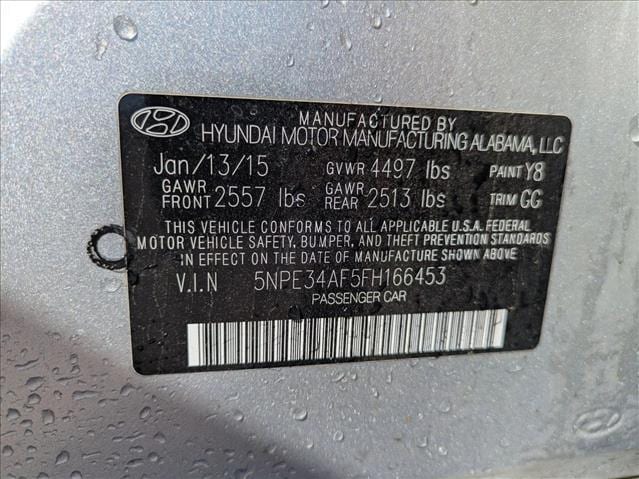 MANUFACTURED BY
HYUNDAI MOTOR MANUFACTURING ALABAMA, LLC
Jan/13/15 GVWR 4497 lbs PAINT Y8
GAWR FRONT 2557 lbs GAWR REAR 2513 lbs TRIM GG
THIS VEHICLE CONFORMS TO ALL APPLICABLE U.S.A. FEDERAL
MOTOR VEHICLE SAFETY, BUMPER, AND THEFT PREVENTION STANDARDS
IN EFFECT ON THE DATE OF MANUFACTURE SHOWN ABOVE
V.I.N 5NPE34AF5FH166453
PASSENGER CAR